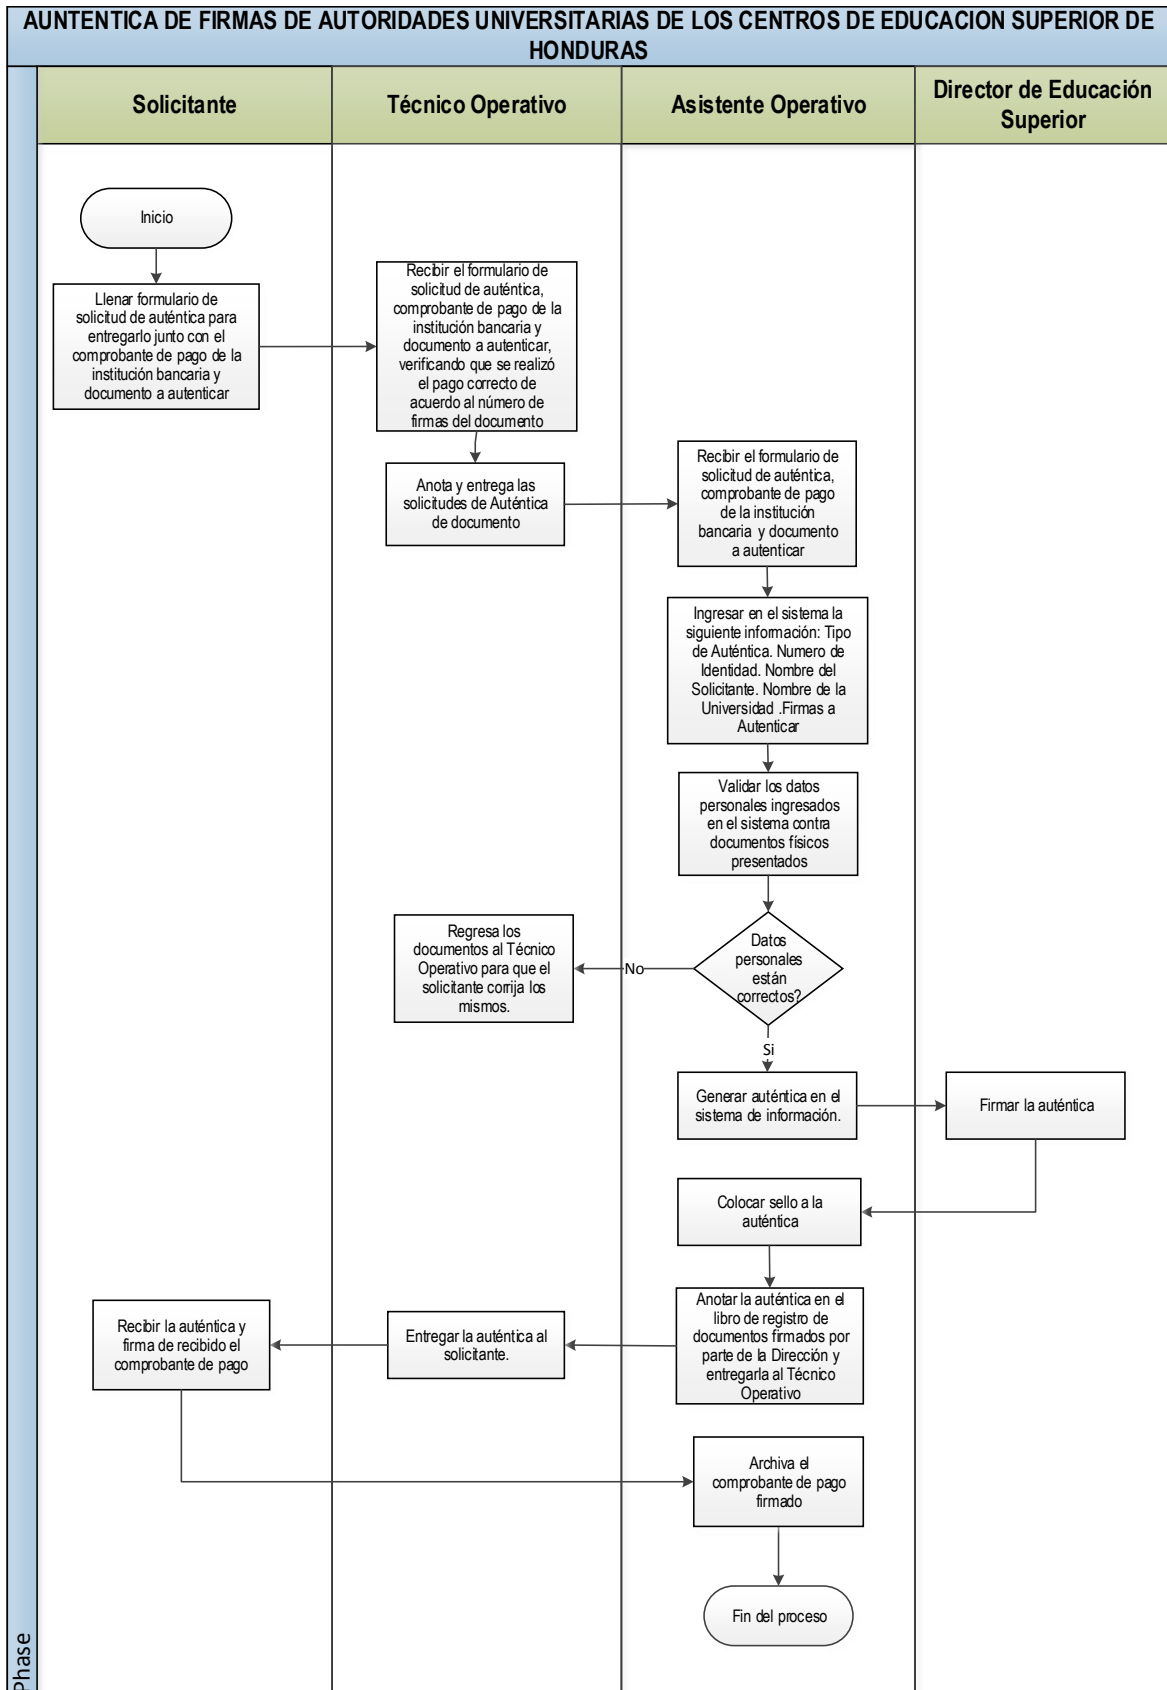 AUNTENTICA DE FIRMAS DE AUTORIDADES UNIVERSITARIAS DE LOS CENTROS DE EDUCACION SUPERIOR DE
HONDURAS
Solicitante
Técnico Operativo
Asistente Operativo
Director de Educación
Superior
Inicio
Llenar formulario de
solicitud de auténtica para
entregarlo junto con el
comprobante de pago de la
institución bancaria y
documento a autenticar
Recibir el formulario de
solicitud de auténtica,
comprobante de pago de la
institución bancaria y
documento a autenticar,
verificando que se realizó
el pago correcto de
acuerdo al número de
firmas del documento
Anota y entrega las
solicitudes de Auténtica
de documento
Recibir el formulario de
solicitud de auténtica,
comprobante de pago
de la institución
bancaria y documento
a autenticar
Ingresar en el sistema la
siguiente información: Tipo
de Auténtica. Numero de
Identidad. Nombre del
Solicitante. Nombre de la
Universidad .Firmas a
Autenticar
Validar los datos
personales ingresados
en el sistema contra
documentos físicos
presentados
Datos
personales
están
correctos?
No
Regresa los
documentos al Técnico
Operativo para que el
solicitante corrija los
mismos.
Si
Generar auténtica en el
sistema de información.
Firmar la auténtica
Colocar sello a la
auténtica
Anotar la auténtica en el
libro de registro de
documentos firmados por
parte de la Dirección y
entregarla al Técnico
Operativo
Entregar la auténtica al
solicitante.
Recibir la auténtica y
firma de recibido el
comprobante de pago
Archiva el
comprobante de pago
firmado
Fin del proceso
Phase